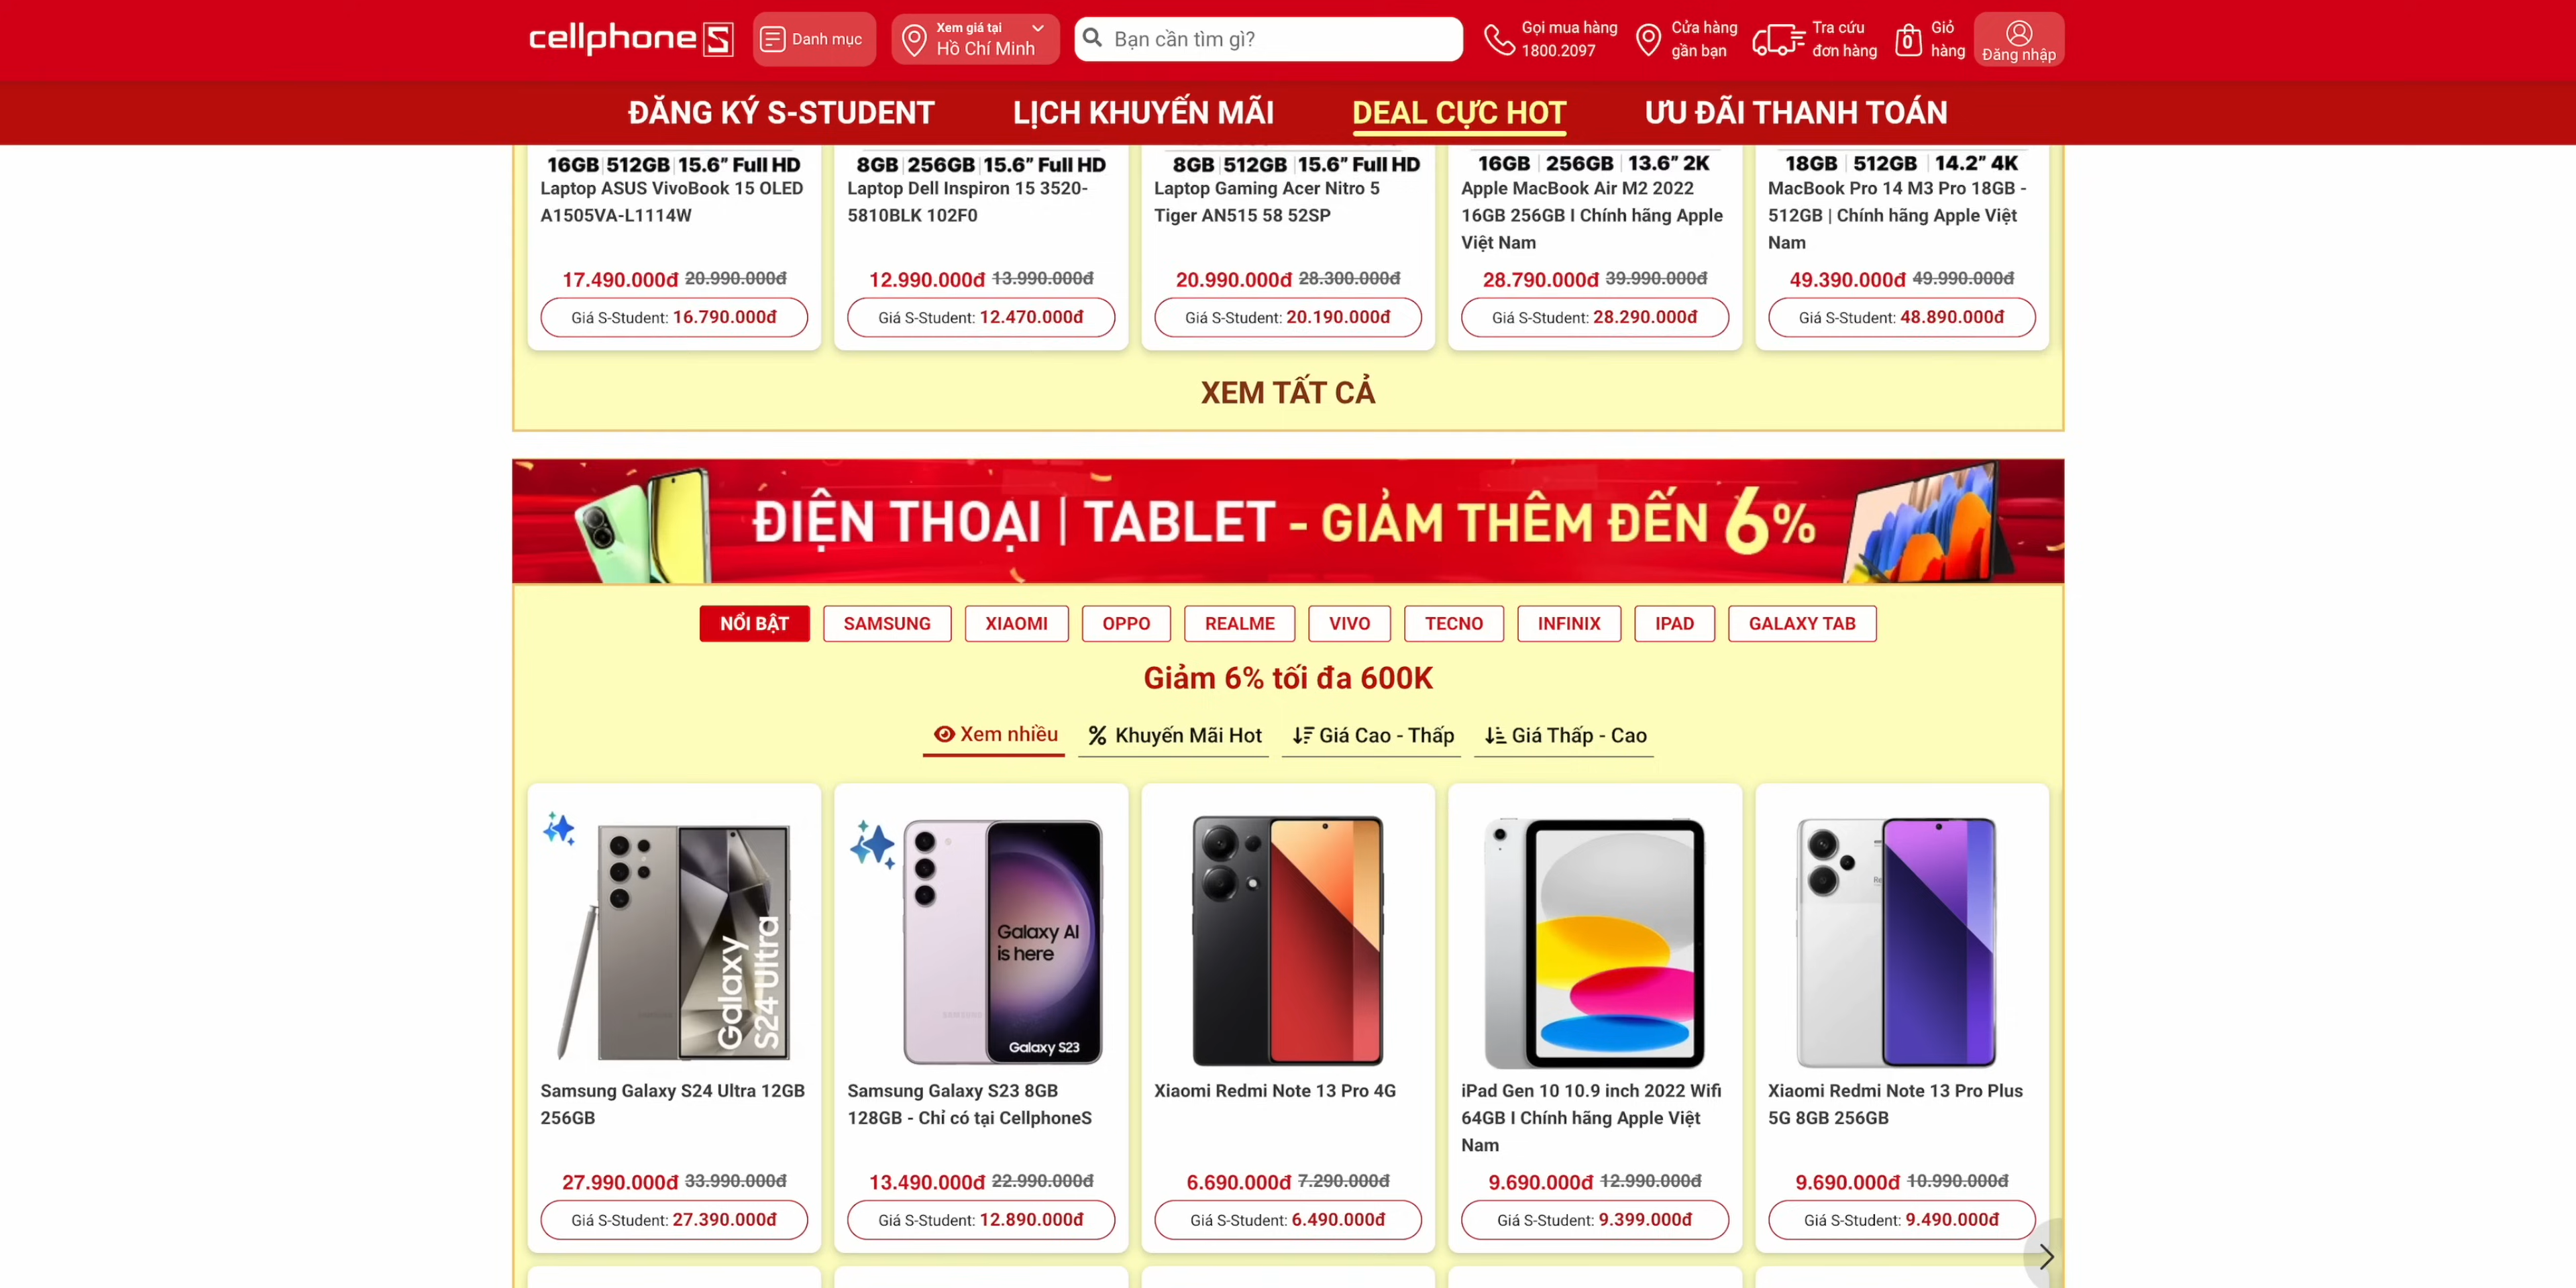 cellphoneS
Danh mục
Xem giá tại
Hồ Chí Minh
Bạn cần tìm gì?
Gọi mua hàng
1800.2097
Cửa hàng
gần bạn
Tra cứu
đơn hàng
0
Giỏ
hàng
Đăng nhập
ĐĂNG KÝ S-STUDENT
LỊCH KHUYẾN MÃI
DEAL CỰC HOT
ƯU ĐÃI THANH TOÁN
16GB 512GB 15.6” Full HD
Laptop ASUS VivoBook 15 OLED
A1505VA-L1114W
17.490.000đ 20.990.000đ
Giá S-Student: 16.790.000đ
8GB 256GB 15.6” Full HD
Laptop Dell Inspiron 15 3520-
5810BLK 102F0
12.990.000đ 13.990.000đ
Giá S-Student: 12.470.000đ
8GB 512GB 15.6” Full HD
Laptop Gaming Acer Nitro 5
Tiger AN515 58 52SP
20.990.000đ 28.300.000đ
Giá S-Student: 20.190.000đ
16GB 256GB 13.6” 2K
Apple MacBook Air M2 2022
16GB 256GB I Chính hãng Apple
Việt Nam
28.790.000đ 39.990.000đ
Giá S-Student: 28.290.000đ
18GB 512GB 14.2” 4K
MacBook Pro 14 M3 Pro 18GB -
512GB | Chính hãng Apple Việt
Nam
49.390.000đ 49.990.000đ
Giá S-Student: 48.890.000đ
XEM TẤT CẢ
ĐIỆN THOẠI | TABLET - GIẢM THÊM ĐẾN 6%
NỔI BẬT
SAMSUNG
XIAOMI
OPPO
REALME
VIVO
TECNO
INFINIX
IPAD
GALAXY TAB
Giảm 6% tối đa 600K
Xem nhiều
Khuyến Mãi Hot
Giá Cao - Thấp
Giá Thấp - Cao
Galaxy
S24 Ultra
Samsung Galaxy S24 Ultra 12GB
256GB
27.990.000đ 33.990.000đ
Giá S-Student: 27.390.000đ
Galaxy AI
is here
SAMSUNG
Galaxy S23
Samsung Galaxy S23 8GB
128GB - Chỉ có tại CellphoneS
13.490.000đ 22.990.000đ
Giá S-Student: 12.890.000đ
Xiaomi Redmi Note 13 Pro 4G
6.690.000đ 7.290.000đ
Giá S-Student: 6.490.000đ
iPad Gen 10 10.9 inch 2022 Wifi
64GB I Chính hãng Apple Việt
Nam
9.690.000đ 12.990.000đ
Giá S-Student: 9.399.000đ
Xiaomi Redmi Note 13 Pro Plus
5G 8GB 256GB
9.690.000đ 10.990.000đ
Giá S-Student: 9.490.000đ